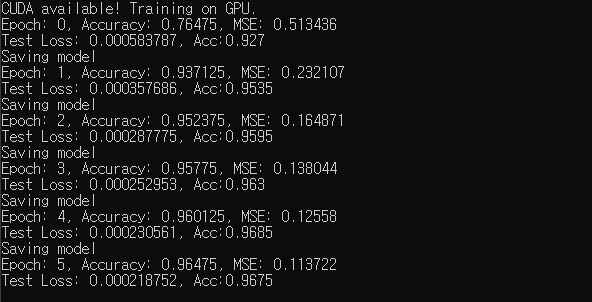 CUDA available! Training on GPU.
Epoch: 0, Accuracy: 0.76475, MSE: 0.513436
Test Loss: 0.000583787, Acc:0.927
Saving model
Epoch: 1, Accuracy: 0.937125, MSE: 0.232107
Test Loss: 0.000357686, Acc:0.9535
Saving model
Epoch: 2, Accuracy: 0.952375, MSE: 0.164871
Test Loss: 0.000287775, Acc:0.9595
Saving model
Epoch: 3, Accuracy: 0.95775, MSE: 0.138044
Test Loss: 0.000252953, Acc:0.963
Saving model
Epoch: 4, Accuracy: 0.960125, MSE: 0.12558
Test Loss: 0.000230561, Acc:0.9685
Saving model
Epoch: 5, Accuracy: 0.96475, MSE: 0.113722
Test Loss: 0.000218752, Acc:0.9675